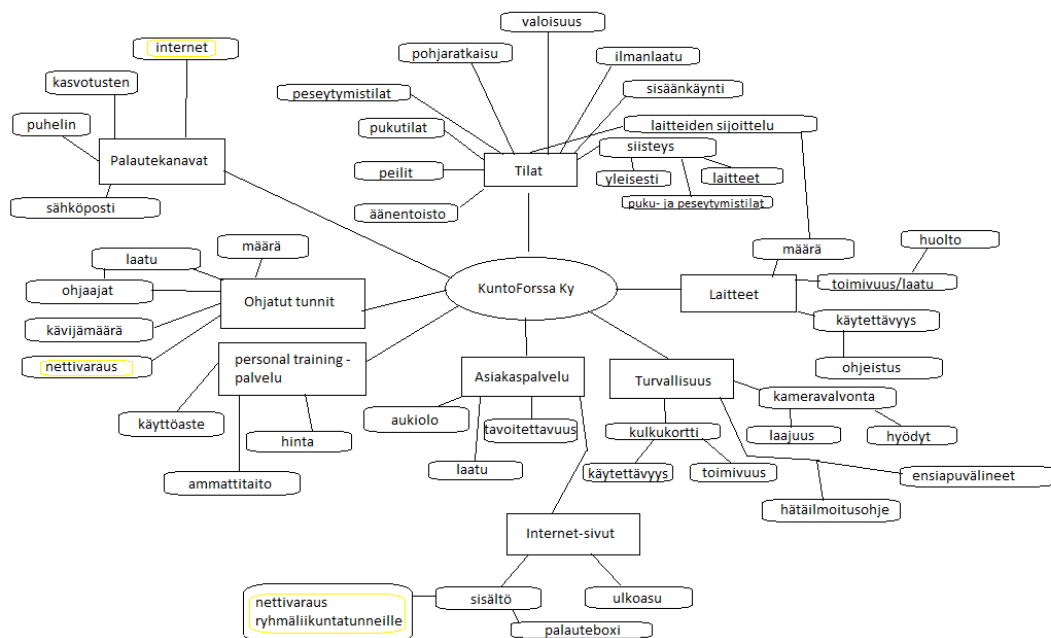 valoisuus
internet
pohjaratkaisu
ilmanlaatu
kasvotusten
sisäänkäynti
peseytymistilat
puhelin
pukutilat
laitteiden sijoittelu
Palautekanavat
siisteys
Tilat
peilit
yleisesti
laitteet
puku- ja peseytymistilat
sähköposti
äänentoisto
määrä
laatu
ohjaajat
Ohjatut tunnit
kävijämäärä
nettivaraus
KuntoForssa Ky
määrä
huolto
Laitteet
toimivuus/laatu
käytettävyys
ohjeistus
personal training -
palvelu
käyttöaste
hinta
ammattitaito
Asiakaspalvelu
aukiolo
tavoitettavuus
laatu
Turvallisuus
kameravalvonta
laajuus
hyödyt
kulkukortti
käytettävyys
toimivuus
ensiapuvälineet
hätäilmoitusohje
Internet-sivut
sisältö
ulkoasu
nettivaraus
ryhmäliikuntatunneille
palauteboxi